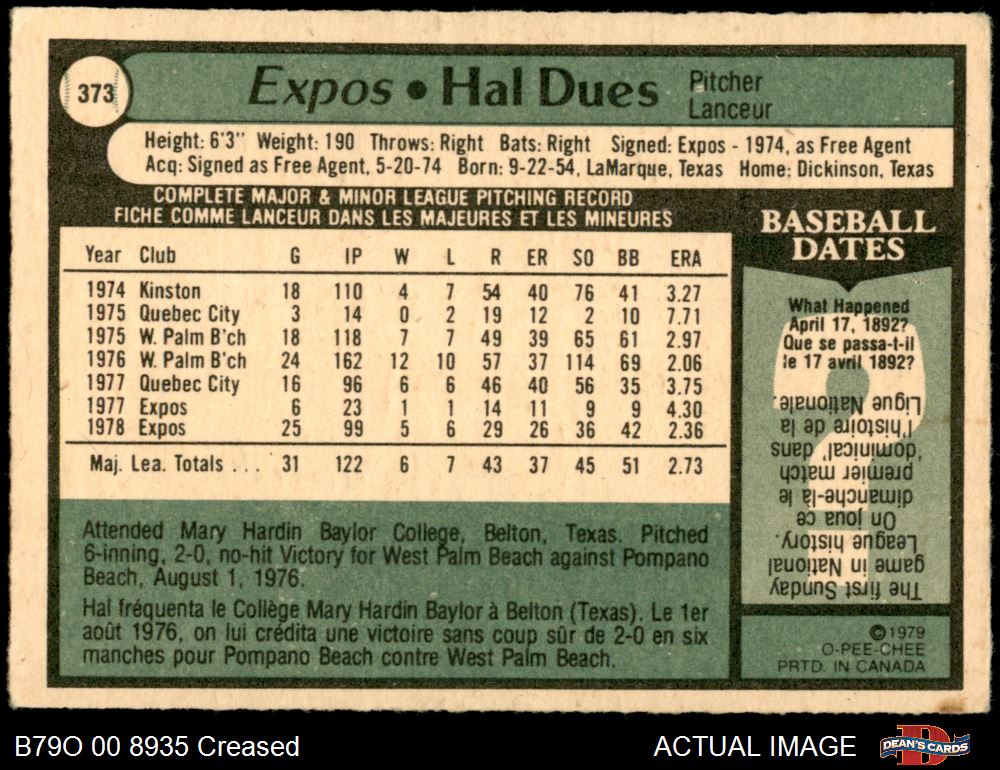 373
Expos • Hal Dues Pitcher
Lanceur
Height: 6'3" Weight: 190 Throws: Right Bats: Right Signed: Expos - 1974, as Free Agent
Acq: Signed as Free Agent, 5-20-74 Born: 9-22-54, LaMarque, Texas Home: Dickinson, Texas
COMPLETE MAJOR & MINOR LEAGUE PITCHING RECORD
FICHE COMME LANCEUR DANS LES MAJEURES ET LES MINEURES
Year Club G IP W L R ER SO BB ERA
1974 Kinston 18 110 4 7 54 40 76 41 3.27
1975 Quebec City 3 14 0 2 19 12 2 10 7.71
1975 W. Palm B'ch 18 118 7 7 49 39 65 61 2.97
1976 W. Palm B'ch 24 162 12 10 57 37 114 69 2.06
1977 Quebec City 16 96 6 6 46 40 56 35 3.75
1977 Expos 6 23 1 1 14 11 9 9 4.30
1978 Expos 25 99 5 6 29 26 36 42 2.36
Maj. Lea. Totals . . . 31 122 6 7 43 37 45 51 2.73
Attended Mary Hardin Baylor College, Belton, Texas. Pitched
6-inning, 2-0, no-hit Victory for West Palm Beach against Pompano
Beach, August 1, 1976.
Hal fréquenta le Collège Mary Hardin Baylor à Belton (Texas). Le 1er
août 1976, on lui crédita une victoire sans coup sûr de 2-0 en six
manches pour Pompano Beach contre West Palm Beach.
BASEBALL
DATES
What Happened
April 17, 1892?
Que se passa-t-il
le 17 avril 1892?
The first Sunday
game in National
League history.
On joua ce
dimanche-là le
premier match
'dominical', dans
l'histoire de la
Ligue Nationale.
©1979
O-PEE-CHEE
PRTD. IN CANADA
B79O 00 8935 Creased
ACTUAL IMAGE
DEAN'S CARDS